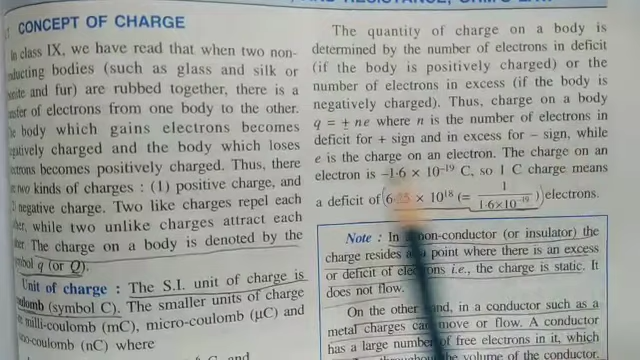 CONCEPT OF CHARGE
In class IX, we have read that when two non-
bodies (such as glass and silk or
and fur) are rubbed together, there is a
of electrons from one body to the other.
body which gains electrons becomes
charged and the body which loses
becomes positively charged. Thus, there
two kinds of charges : (1) positive charge, and
negative charge. Two like charges repel each
while two unlike charges attract each
The charge on a body is denoted by the
q (or Q).
Unit of charge : The S.I. unit of charge is
(symbol C). The smaller units of charge
milli-coulomb (mC), micro-coulomb (μC) and
(nC) where
C and
The quantity of charge on a body is
determined by the number of electrons in deficit
(if the body is positively charged) or the
number of electrons in excess (if the body is
negatively charged). Thus, charge on a body
q = ± ne where n is the number of electrons in
deficit for + sign and in excess for – sign, while
e is the charge on an electron. The charge on an
electron is –1·6 × 10⁻¹⁹ C, so 1 C charge means
a deficit of 6·25 × 10¹⁸ (= 1 / 1·6×10⁻¹⁹) electrons.
Note : In a non-conductor (or insulator) the
charge resides at a point where there is an excess
or deficit of electrons i.e., the charge is static. It
does not flow.
On the other hand, in a conductor such as a
metal charges can move or flow. A conductor
has a large number of free electrons in it, which
throughout the volume of the conductor.